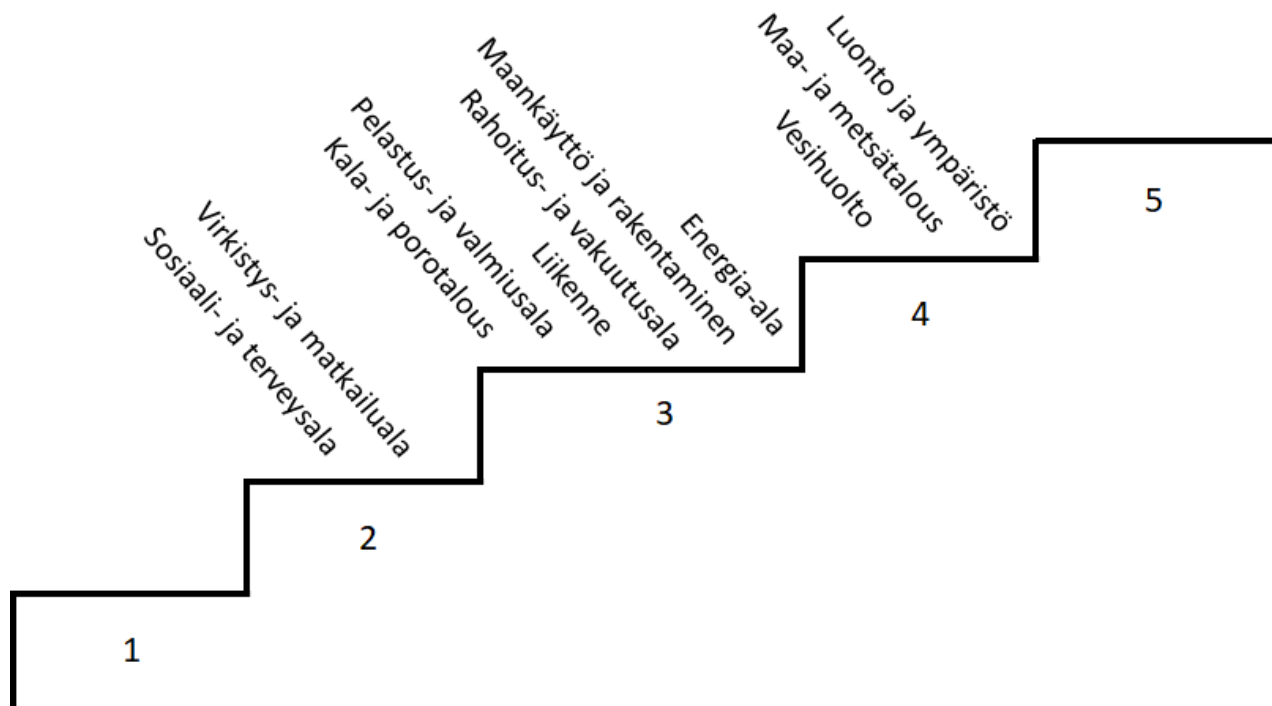 Sosiaali- ja terveysala
Virkistys- ja matkailuala
Kala- ja porotalous
Pelastus- ja valmiusala
Liikenne
Rahoitus- ja vakuutusala
Maankäyttö ja rakentaminen
Energia-ala
Vesihuolto
Maa- ja metsätalous
Luonto ja ympäristö
1
2
3
4
5